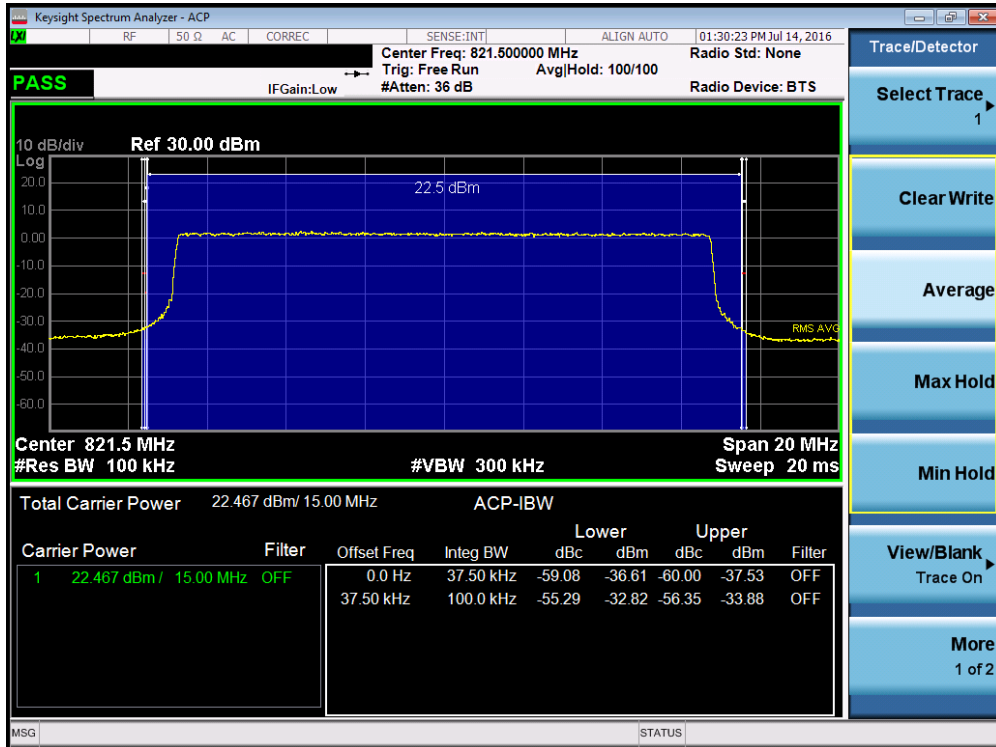 Keysight Spectrum Analyzer - ACP
LXI RF 50 Ω AC CORREC SENSE:INT ALIGN AUTO 01:30:23 PM Jul 14, 2016
Center Freq: 821.500000 MHz Radio Std: None
Trig: Free Run Avg|Hold: 100/100
PASS IFGain:Low #Atten: 36 dB Radio Device: BTS
10 dB/div Ref 30.00 dBm
Log
20.0
22.5 dBm
10.0
0.00
-10.0
-20.0
-30.0
RMS AVG
-40.0
-50.0
-60.0
Center 821.5 MHz Span 20 MHz
#Res BW 100 kHz #VBW 300 kHz Sweep 20 ms
Total Carrier Power 22.467 dBm/ 15.00 MHz ACP-IBW
Lower Upper
Carrier Power Filter Offset Freq Integ BW dBc dBm dBc dBm Filter
1 22.467 dBm / 15.00 MHz OFF 0.0 Hz 37.50 kHz -59.08 -36.61 -60.00 -37.53 OFF
37.50 kHz 100.0 kHz -55.29 -32.82 -56.35 -33.88 OFF
MSG STATUS
Trace/Detector
Select Trace
1
Clear Write
Average
Max Hold
Min Hold
View/Blank
Trace On
More
1 of 2